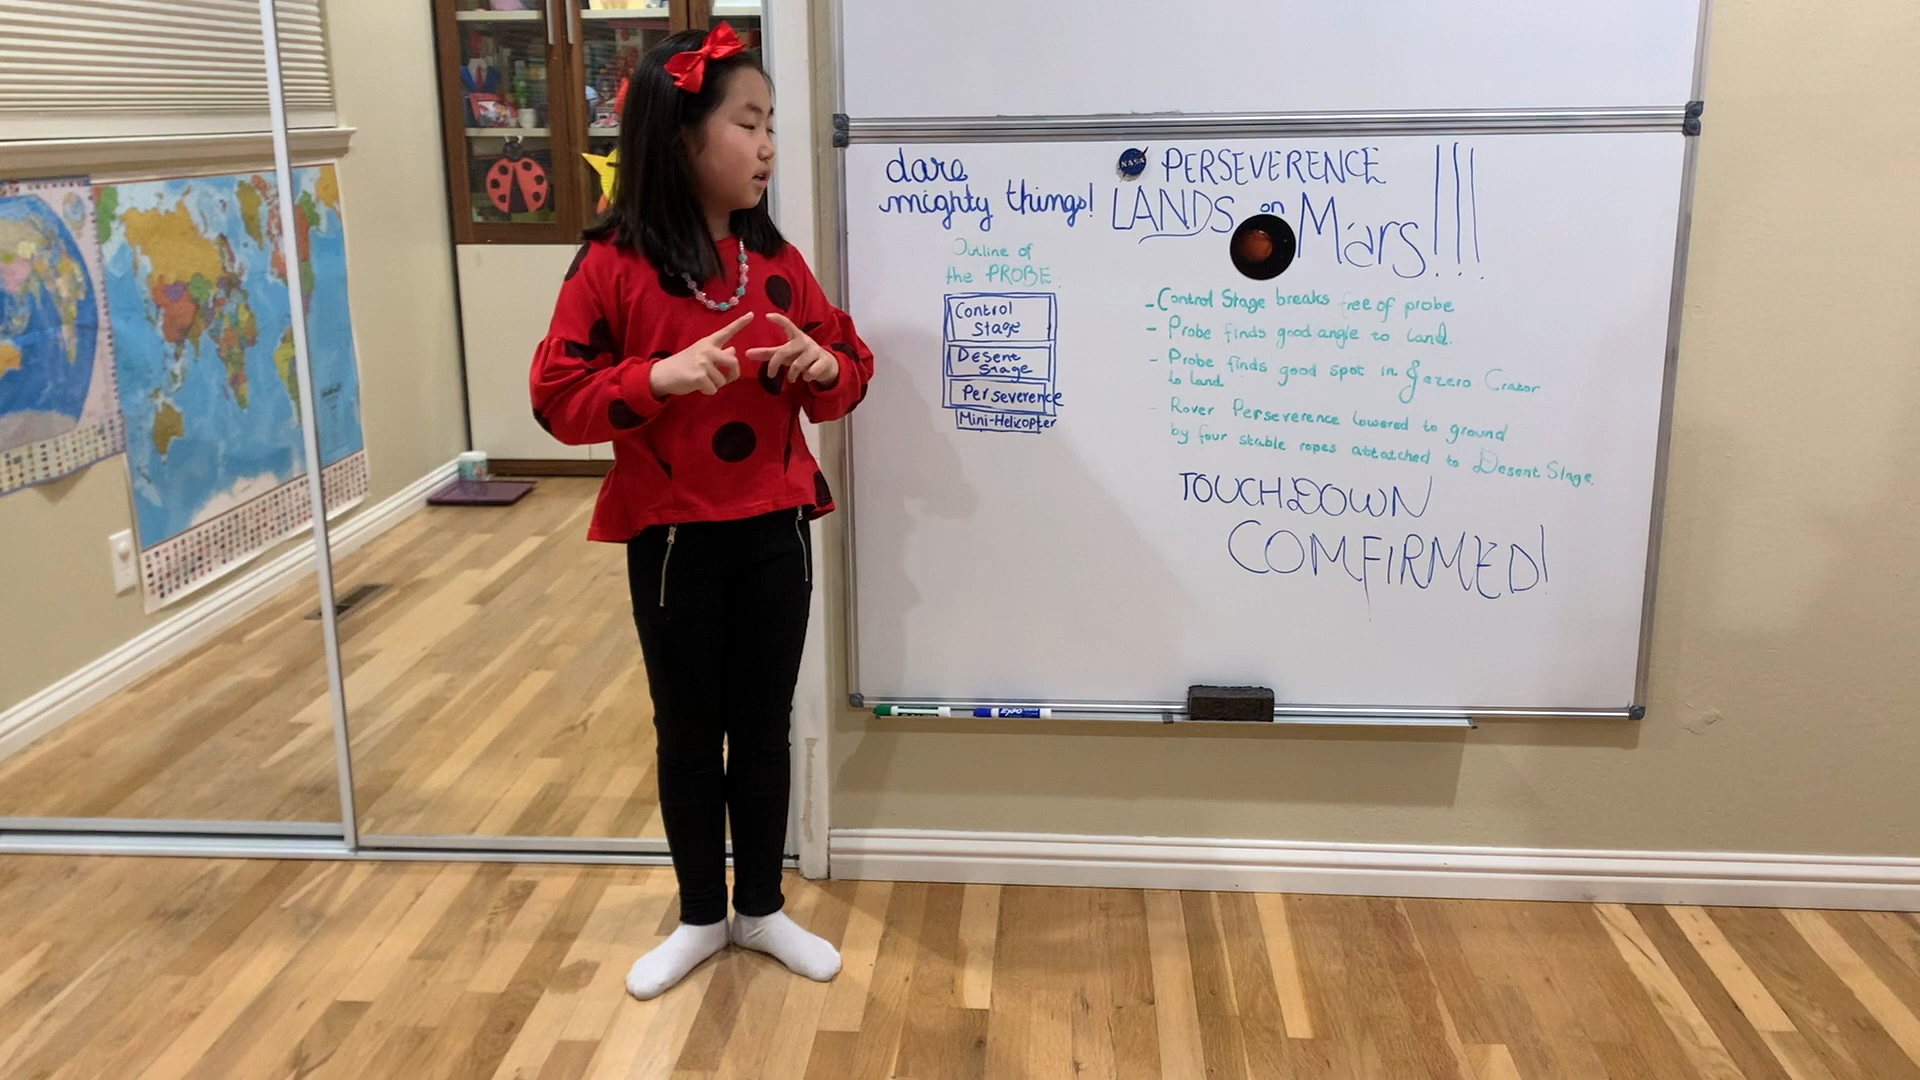 dare
mighty things!
NASA
PERSEVERENCE
LANDS on Mars!!!
Outline of
the PROBE.
Control
Stage
Desent
Stage
Perseverence
Mini-Helicopter
- Control Stage breaks free of probe
- Probe finds good angle to land.
- Probe finds good spot in Jezero Crator
to land
- Rover Perseverence lowered to ground
by four stable ropes attatched to Desent Stage.
TOUCHDOWN
COMFIRMED!
EXPO